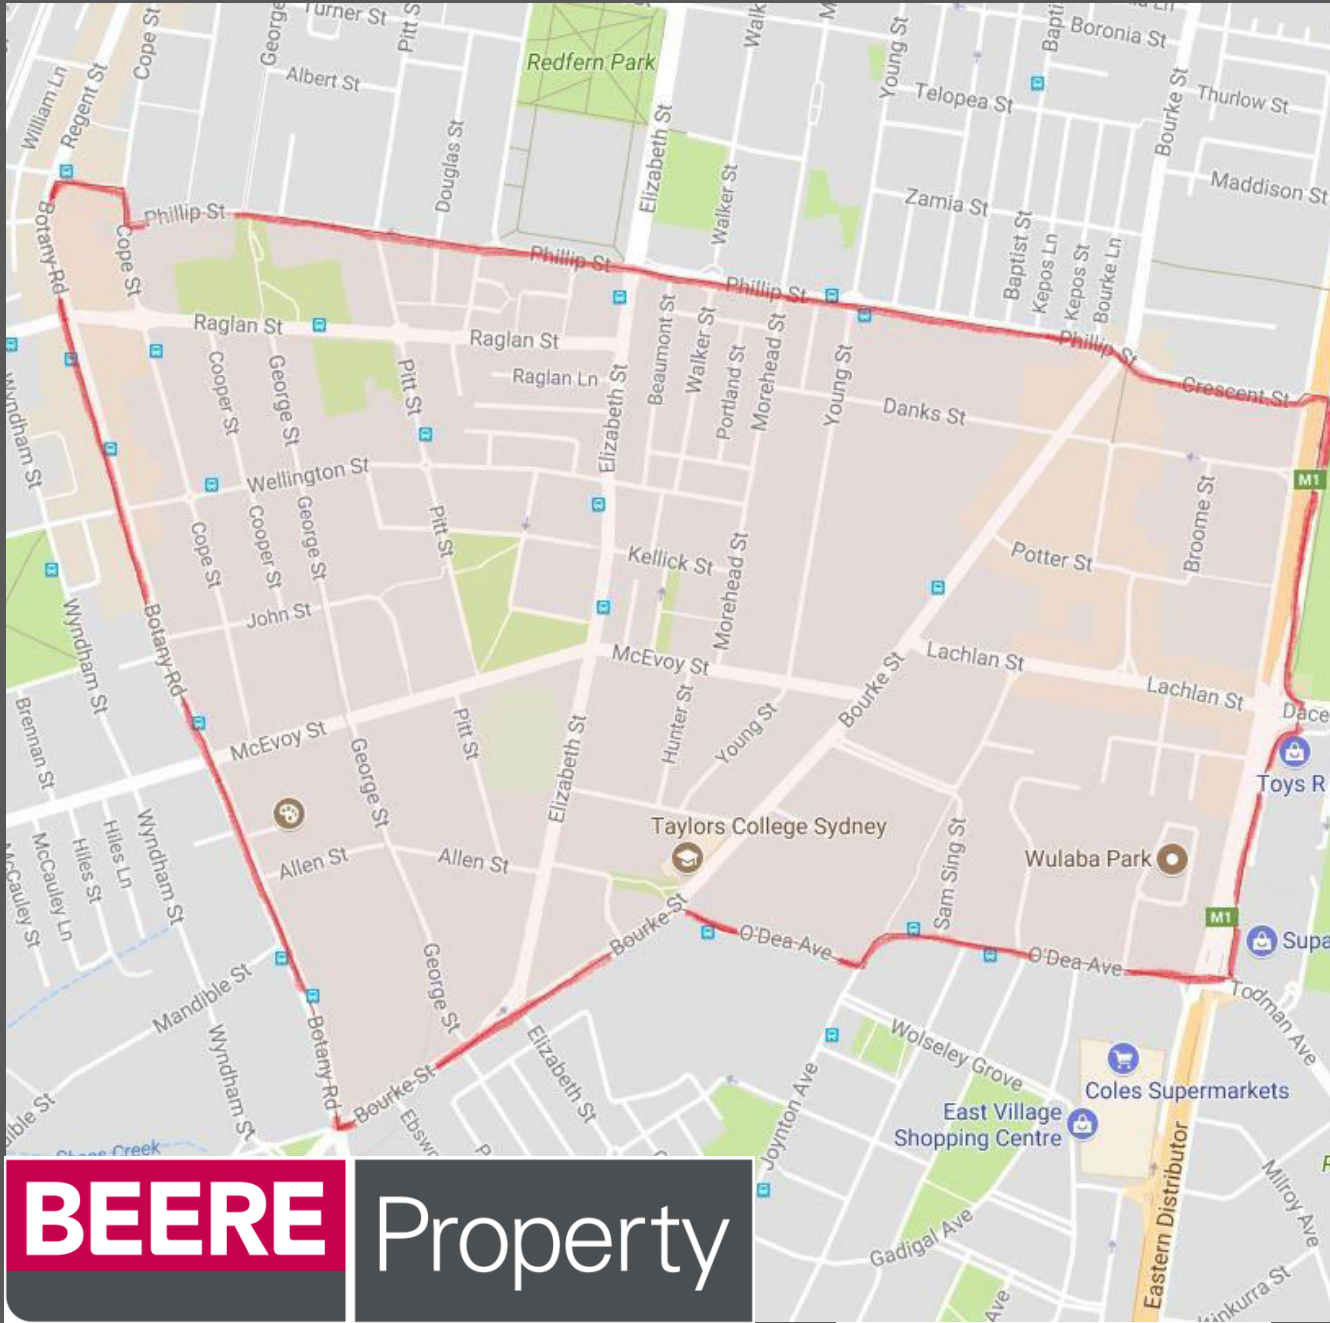 Turner St
Cope St
George
Pitt S
Redfern Park
Elizabeth St
Walk
Young St
Bapti
Boronia St
William Ln
Regent St
Albert St
Douglas St
Walker St
Telopea St
Bourke St
Thurlow St
Maddison St
Zamia St
Baptist St
Kepos Ln
Kepos St
Bourke Ln
Botany Rd
Cope St
Phillip St
Phillip St
Phillip St
Phillip St
Crescent St
Raglan St
Raglan St
Raglan Ln
Cooper St
George St
Pitt St
Elizabeth St
Beaumont St
Walker St
Portland St
Morehead St
Young St
Danks St
Wyndham St
Wellington St
M1
Cope St
Cooper St
George St
Pitt St
Kellick St
Morehead St
Potter St
Broome St
John St
Wyndham St
Botany Rd
McEvoy St
Lachlan St
Lachlan St
Dace
Brennan St
McEvoy St
George St
Pitt St
Elizabeth St
Hunter St
Young St
Bourke St
Toys R
Taylors College Sydney
Wulaba Park
Sam Sing St
McCauley St
McCauley Ln
Hiles St
Hiles Ln
Wyndham St
Allen St
Allen St
M1
Supa
George St
Bourke St
O'Dea Ave
O'Dea Ave
Todman Ave
Mandible St
Wyndham St
Botany Rd
Bourke St
Elizabeth St
Ebswo
Joynton Ave
Wolseley Grove
Coles Supermarkets
East Village
Shopping Centre
Gadigal Ave
Ave
Eastern Distributor
Milroy Ave
inkurra St
dible St
Sheas Creek
BEERE Property